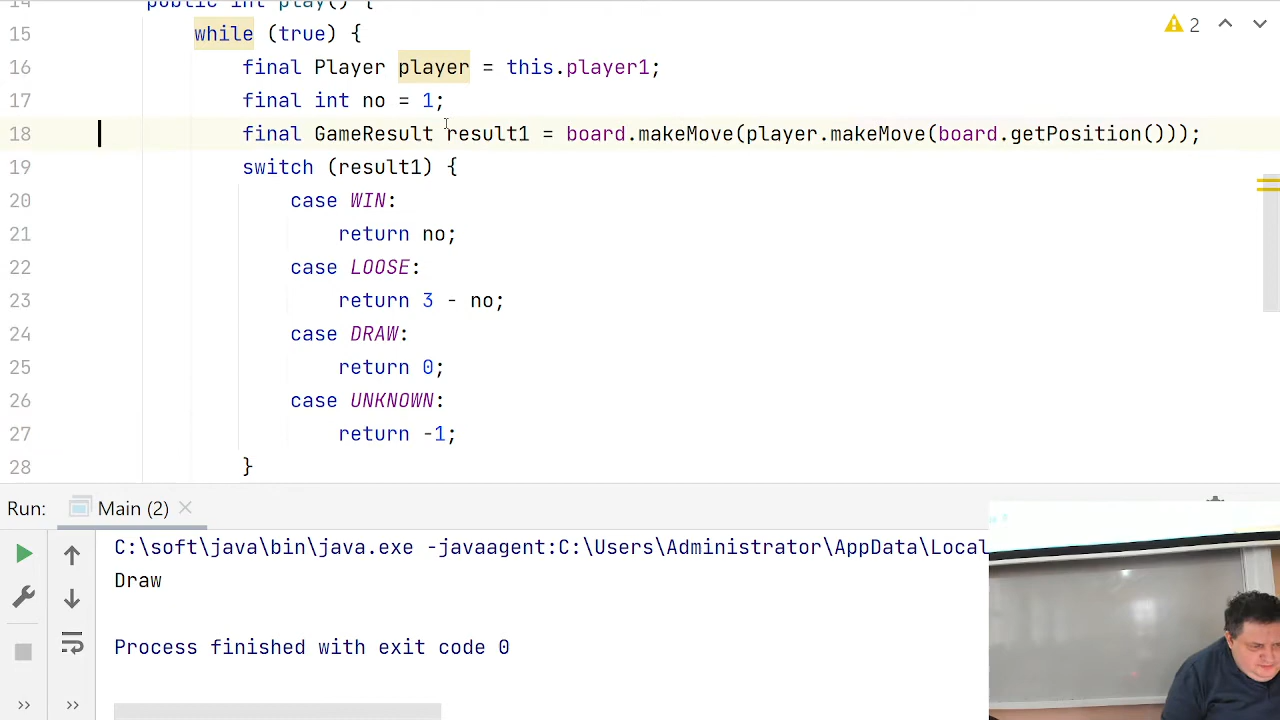 14 public int play() {
15 while (true) {
16 final Player player = this.player1;
17 final int no = 1;
18 final GameResult result1 = board.makeMove(player.makeMove(board.getPosition()));
19 switch (result1) {
20 case WIN:
21 return no;
22 case LOOSE:
23 return 3 - no;
24 case DRAW:
25 return 0;
26 case UNKNOWN:
27 return -1;
28 }
2
Run: Main (2)
C:\soft\java\bin\java.exe -javaagent:C:\Users\Administrator\AppData\Local
Draw
Process finished with exit code 0